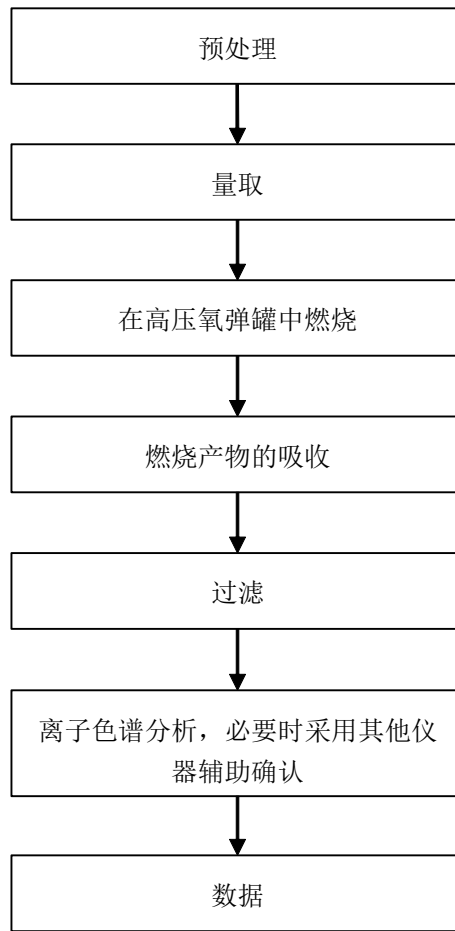 预处理
量取
在高压氧弹罐中燃烧
燃烧产物的吸收
过滤
离子色谱分析，必要时采用其他仪
器辅助确认
数据